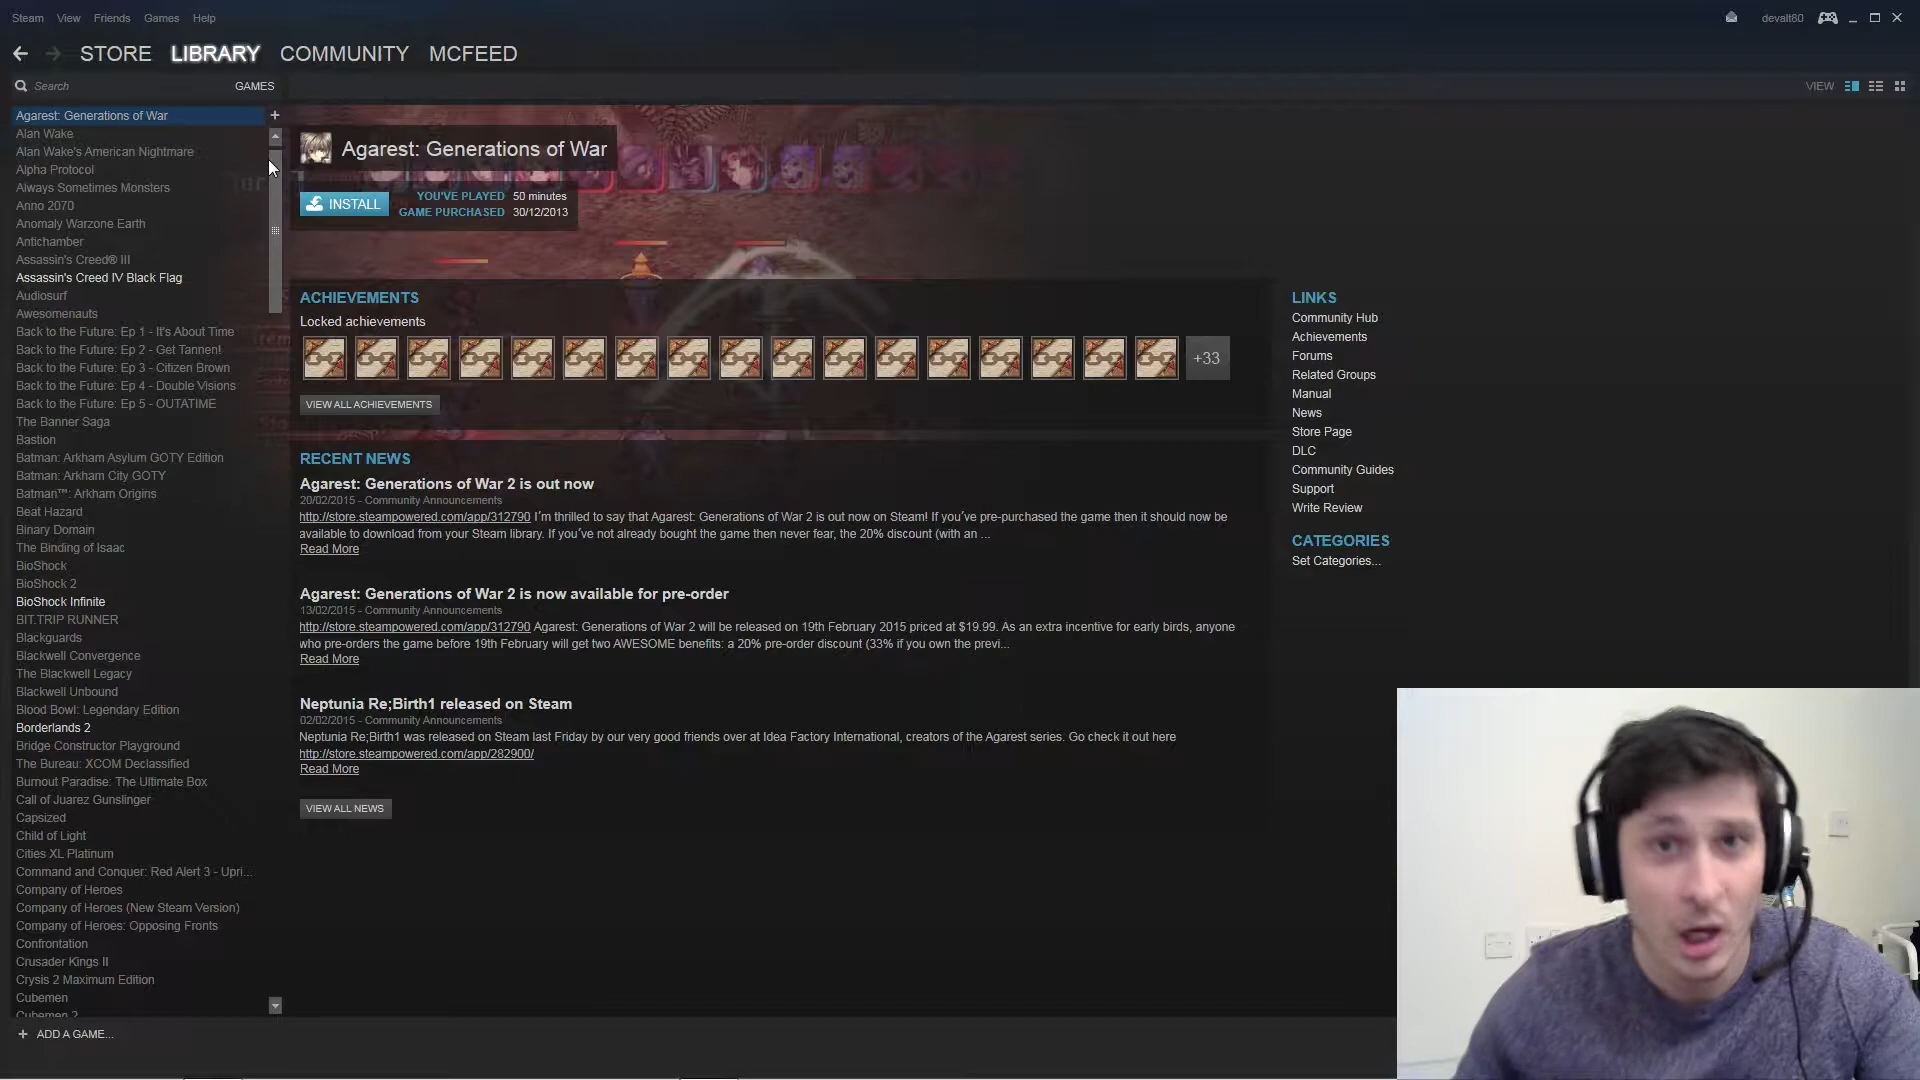 Steam View Friends Games Help
devalt60
STORE LIBRARY COMMUNITY MCFEED
Search GAMES
VIEW
Agarest: Generations of War
Alan Wake
Alan Wake's American Nightmare
Alpha Protocol
Always Sometimes Monsters
Anno 2070
Anomaly Warzone Earth
Antichamber
Assassin's Creed® III
Assassin's Creed IV Black Flag
Audiosurf
Awesomenauts
Back to the Future: Ep 1 - It's About Time
Back to the Future: Ep 2 - Get Tannen!
Back to the Future: Ep 3 - Citizen Brown
Back to the Future: Ep 4 - Double Visions
Back to the Future: Ep 5 - OUTATIME
The Banner Saga
Bastion
Batman: Arkham Asylum GOTY Edition
Batman: Arkham City GOTY
Batman™: Arkham Origins
Beat Hazard
Binary Domain
The Binding of Isaac
BioShock
BioShock 2
BioShock Infinite
BIT.TRIP RUNNER
Blackguards
Blackwell Convergence
The Blackwell Legacy
Blackwell Unbound
Blood Bowl: Legendary Edition
Borderlands 2
Bridge Constructor Playground
The Bureau: XCOM Declassified
Burnout Paradise: The Ultimate Box
Call of Juarez Gunslinger
Capsized
Child of Light
Cities XL Platinum
Command and Conquer: Red Alert 3 - Upri...
Company of Heroes
Company of Heroes (New Steam Version)
Company of Heroes: Opposing Fronts
Confrontation
Crusader Kings II
Crysis 2 Maximum Edition
Cubemen
Cubemen 2
+ ADD A GAME...
Agarest: Generations of War
INSTALL
YOU'VE PLAYED 50 minutes
GAME PURCHASED 30/12/2013
ACHIEVEMENTS
Locked achievements
+33
VIEW ALL ACHIEVEMENTS
RECENT NEWS
Agarest: Generations of War 2 is out now
20/02/2015 - Community Announcements
http://store.steampowered.com/app/312790 I´m thrilled to say that Agarest: Generations of War 2 is out now on Steam! If you´ve pre-purchased the game then it should now be
available to download from your Steam library. If you´ve not already bought the game then never fear, the 20% discount (with an ...
Read More
Agarest: Generations of War 2 is now available for pre-order
13/02/2015 - Community Announcements
http://store.steampowered.com/app/312790 Agarest: Generations of War 2 will be released on 19th February 2015 priced at $19.99. As an extra incentive for early birds, anyone
who pre-orders the game before 19th February will get two AWESOME benefits: a 20% pre-order discount (33% if you own the previ...
Read More
Neptunia Re;Birth1 released on Steam
02/02/2015 - Community Announcements
Neptunia Re;Birth1 was released on Steam last Friday by our very good friends over at Idea Factory International, creators of the Agarest series. Go check it out here
http://store.steampowered.com/app/282900/
Read More
VIEW ALL NEWS
LINKS
Community Hub
Achievements
Forums
Related Groups
Manual
News
Store Page
DLC
Community Guides
Support
Write Review
CATEGORIES
Set Categories...